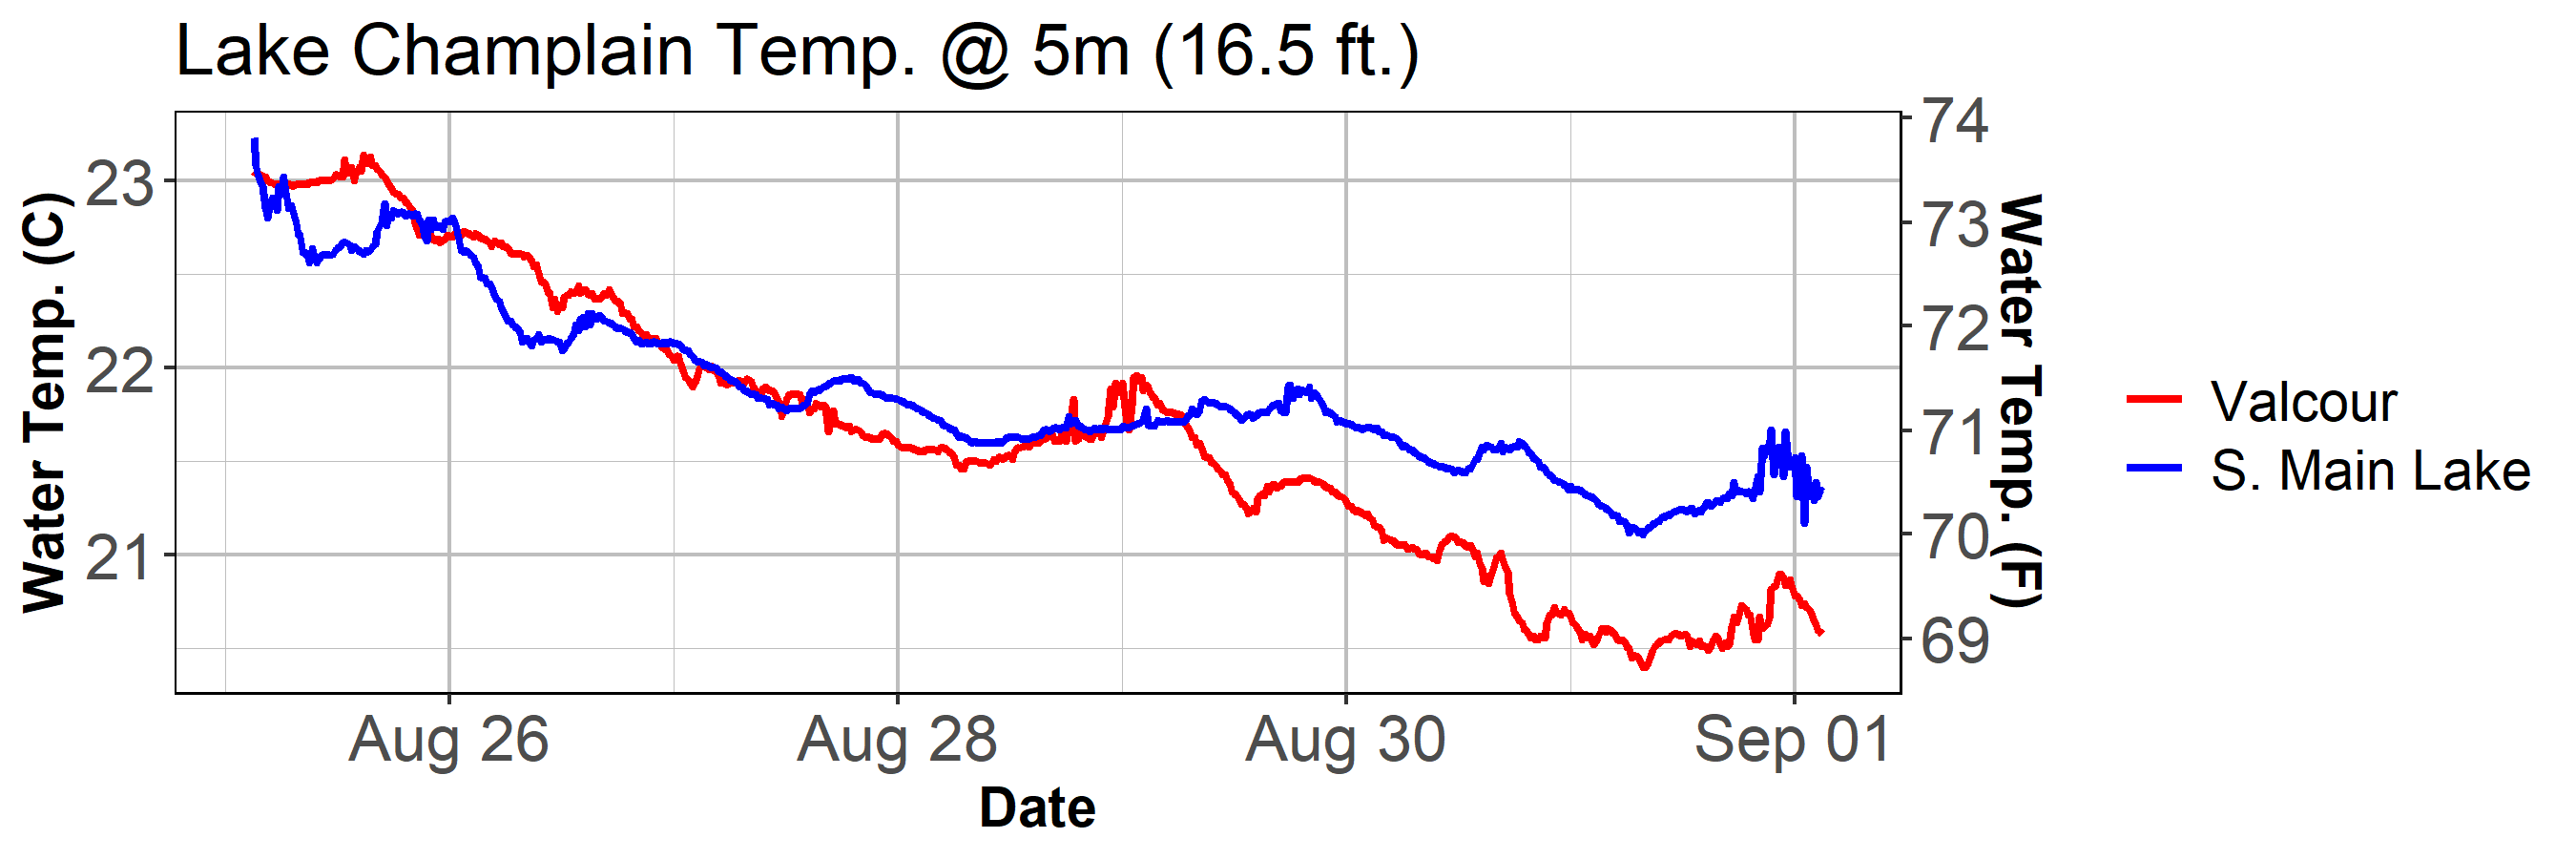 Lake Champlain Temp. @ 5m (16.5 ft.)
Water Temp. (C)
23
22
21
74
73
72
71
70
69
Water Temp. (F)
Aug 26
Aug 28
Aug 30
Sep 01
Date
Valcour
S. Main Lake